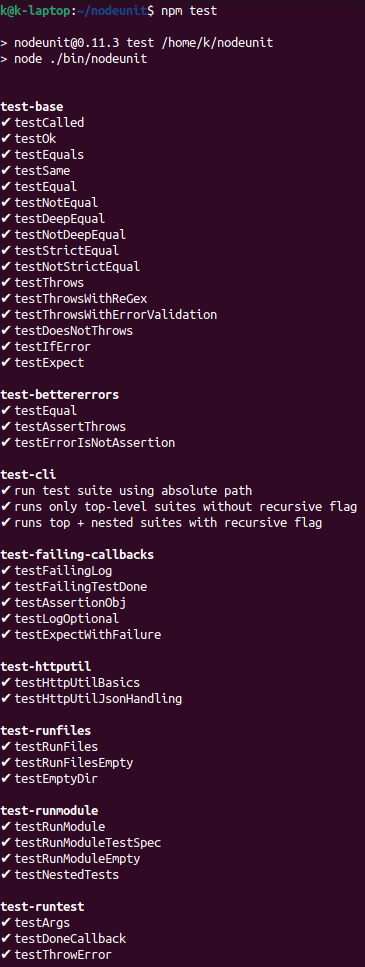 k@k-laptop:~/nodeunit$ npm test
> nodeunit@0.11.3 test /home/k/nodeunit
> node ./bin/nodeunit
test-base
✔ testCalled
✔ testOk
✔ testEquals
✔ testSame
✔ testEqual
✔ testNotEqual
✔ testDeepEqual
✔ testNotDeepEqual
✔ testStrictEqual
✔ testNotStrictEqual
✔ testThrows
✔ testThrowsWithReGex
✔ testThrowsWithErrorValidation
✔ testDoesNotThrows
✔ testIfError
✔ testExpect
test-bettererrors
✔ testEqual
✔ testAssertThrows
✔ testErrorIsNotAssertion
test-cli
✔ run test suite using absolute path
✔ runs only top-level suites without recursive flag
✔ runs top + nested suites with recursive flag
test-failing-callbacks
✔ testFailingLog
✔ testFailingTestDone
✔ testAssertionObj
✔ testLogOptional
✔ testExpectWithFailure
test-httputil
✔ testHttpUtilBasics
✔ testHttpUtilJsonHandling
test-runfiles
✔ testRunFiles
✔ testRunFilesEmpty
✔ testEmptyDir
test-runmodule
✔ testRunModule
✔ testRunModuleTestSpec
✔ testRunModuleEmpty
✔ testNestedTests
test-runtest
✔ testArgs
✔ testDoneCallback
✔ testThrowError